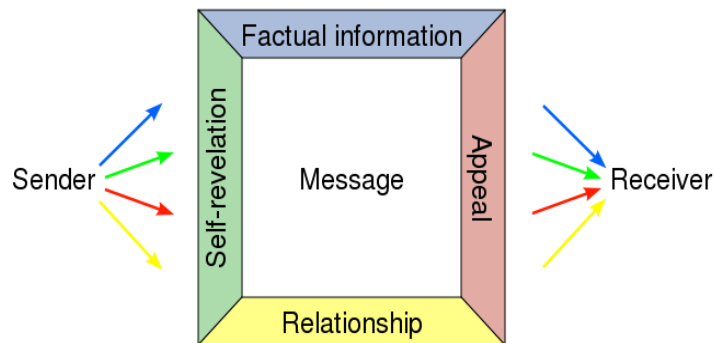 Factual information
Self-revelation
Sender
Message
Appeal
Receiver
Relationship